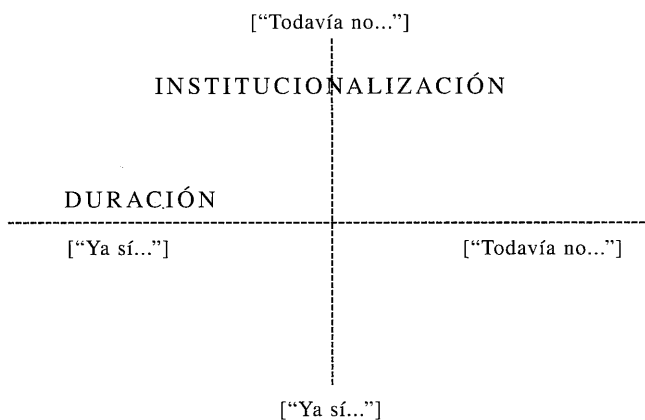 ["Todavía no..."]
INSTITUCIONALIZACIÓN
DURACIÓN
["Ya sí..."] ["Todavía no..."]
["Ya sí..."]